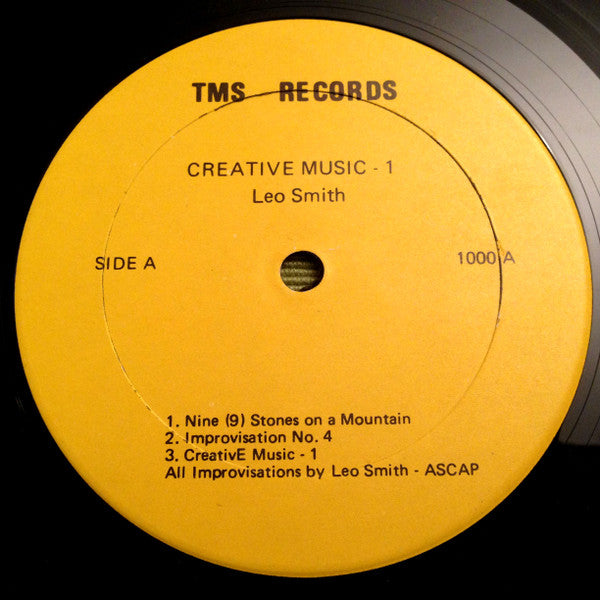 TMS RECORDS
CREATIVE MUSIC - 1
Leo Smith
SIDE A
1000 A
1. Nine (9) Stones on a Mountain
2. Improvisation No. 4
3. CreativE Music - 1
All Improvisations by Leo Smith - ASCAP